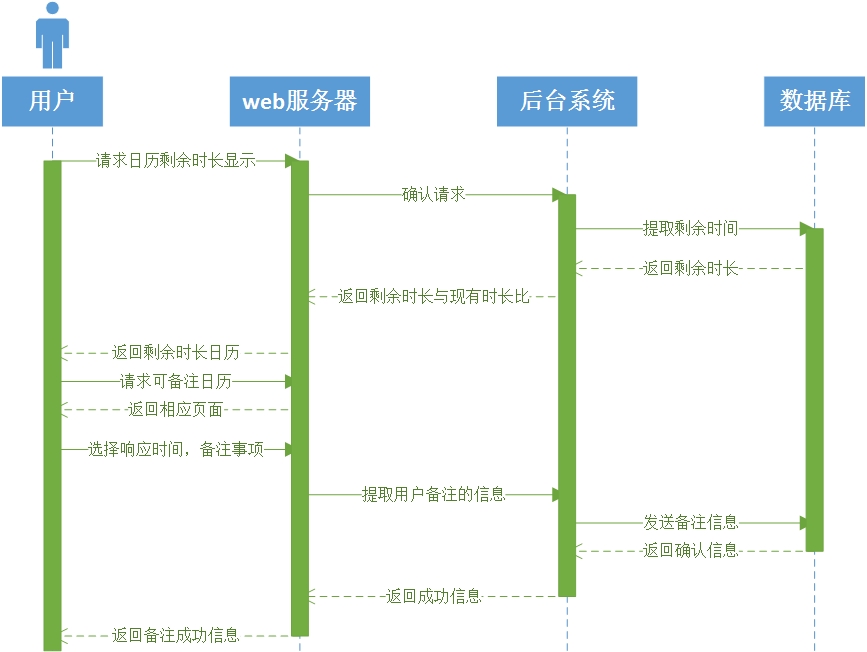 用户
web服务器
后台系统
数据库
请求日历剩余时长显示
确认请求
提取剩余时间
返回剩余时长
返回剩余时长与现有时长比
返回剩余时长日历
请求可备注日历
返回相应页面
选择响应时间，备注事项
提取用户备注的信息
发送备注信息
返回确认信息
返回成功信息
返回备注成功信息